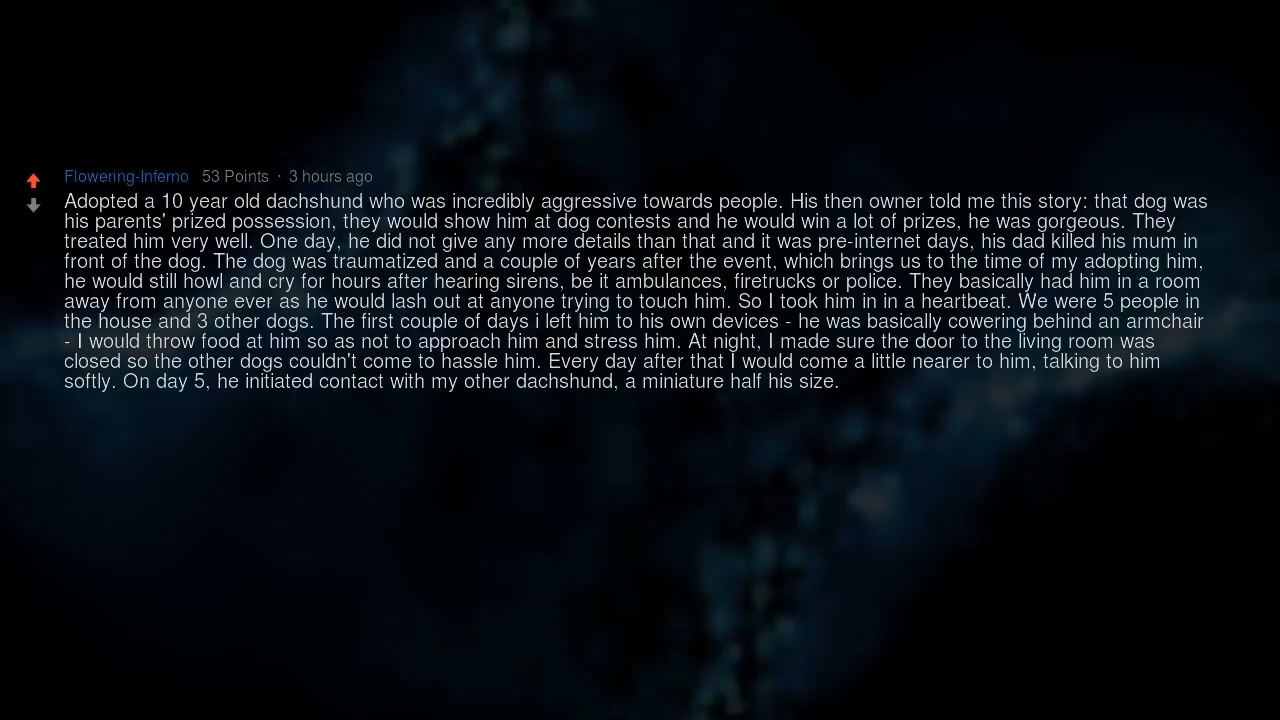 Flowering-Inferno 53 Points · 3 hours ago
Adopted a 10 year old dachshund who was incredibly aggressive towards people. His then owner told me this story: that dog was
his parents' prized possession, they would show him at dog contests and he would win a lot of prizes, he was gorgeous. They
treated him very well. One day, he did not give any more details than that and it was pre-internet days, his dad killed his mum in
front of the dog. The dog was traumatized and a couple of years after the event, which brings us to the time of my adopting him,
he would still howl and cry for hours after hearing sirens, be it ambulances, firetrucks or police. They basically had him in a room
away from anyone ever as he would lash out at anyone trying to touch him. So I took him in in a heartbeat. We were 5 people in
the house and 3 other dogs. The first couple of days i left him to his own devices - he was basically cowering behind an armchair
- I would throw food at him so as not to approach him and stress him. At night, I made sure the door to the living room was
closed so the other dogs couldn't come to hassle him. Every day after that I would come a little nearer to him, talking to him
softly. On day 5, he initiated contact with my other dachshund, a miniature half his size.